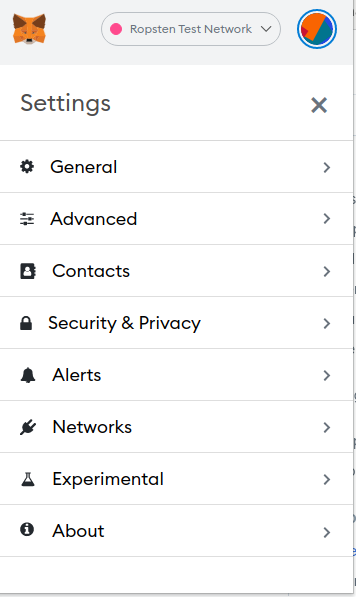 Ropsten Test Network
Settings
General
Advanced
Contacts
Security & Privacy
Alerts
Networks
Experimental
About